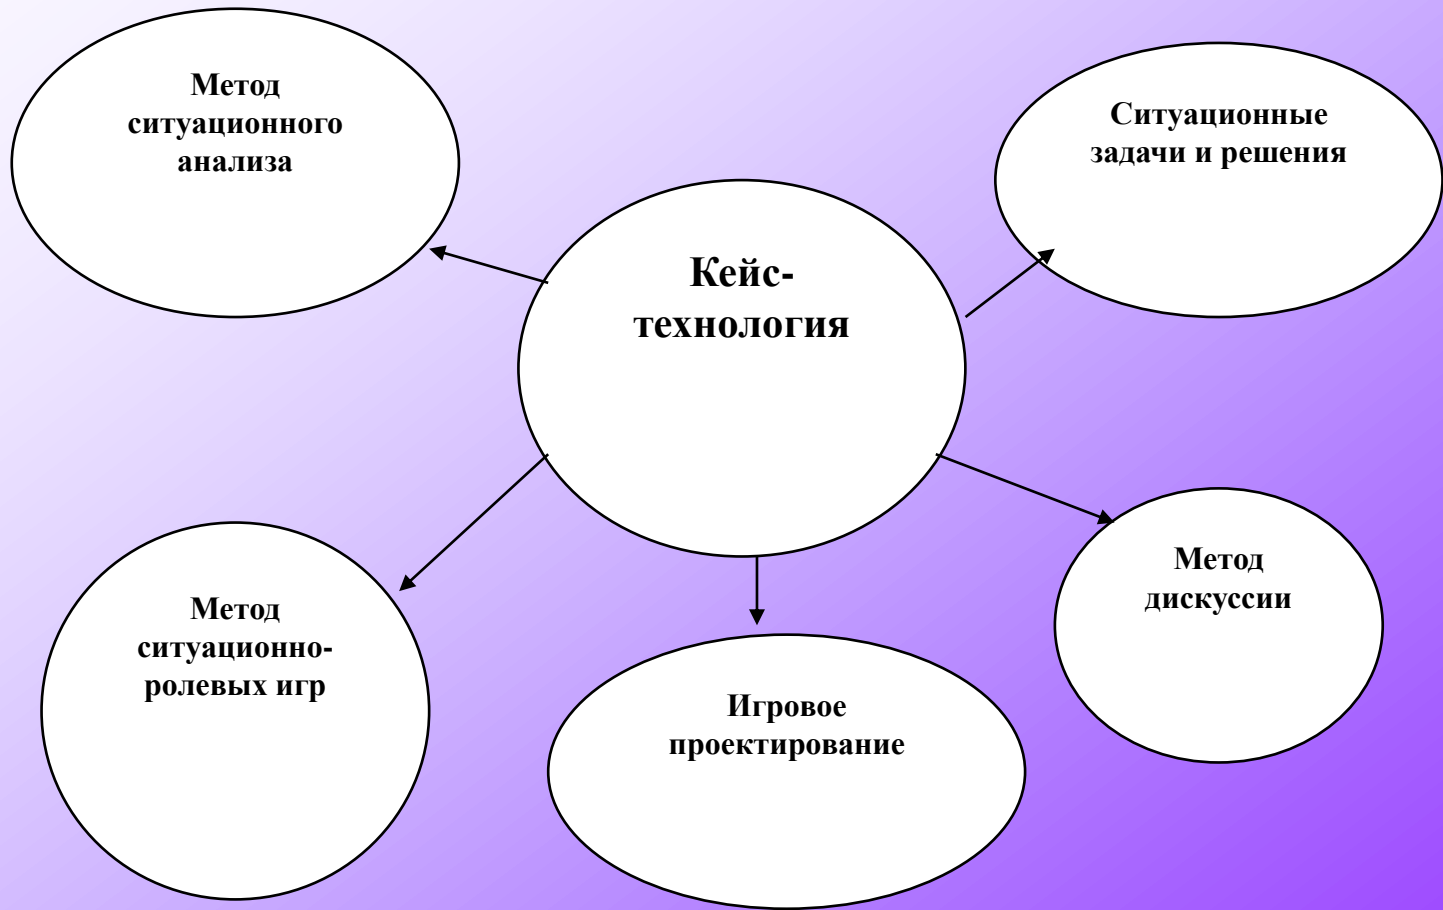 Метод
ситуационного
анализа
Ситуационные
задачи и решения
Кейс-
технология
Метод
ситуационно-
ролевых игр
Игровое
проектирование
Метод
дискуссии